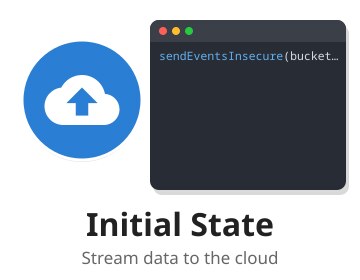 sendEventsInsecure(bucket…
Initial State
Stream data to the cloud